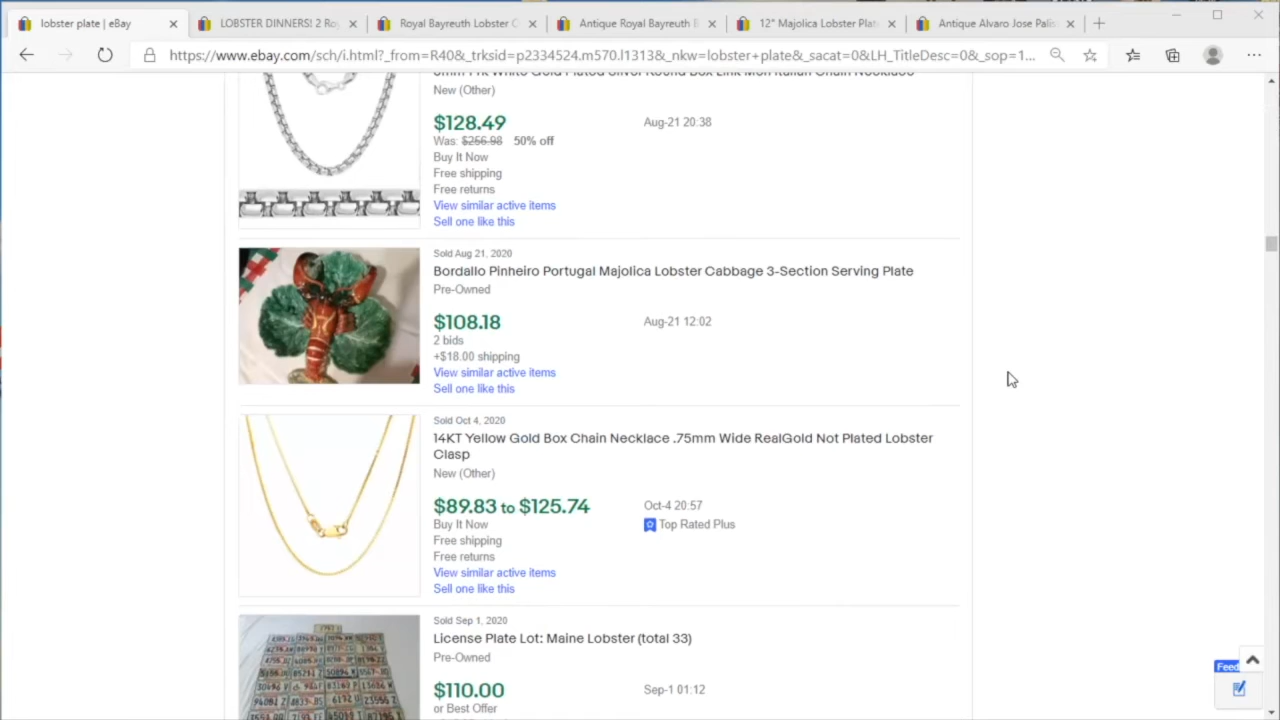 lobster plate | eBay
LOBSTER DINNERS! 2 Roy
Royal Bayreuth Lobster C
Antique Royal Bayreuth
12" Majolica Lobster Plat
Antique Alvaro Jose Palis
https://www.ebay.com/sch/i.html?_from=R40&_trksid=p2334524.m570.l1313&_nkw=lobster+plate&_sacat=0&LH_TitleDesc=0&_sop=1...
New (Other)
$128.49
Aug-21 20:38
Was: $256.98 50% off
Buy It Now
Free shipping
Free returns
View similar active items
Sell one like this
Sold Aug 21, 2020
Bordallo Pinheiro Portugal Majolica Lobster Cabbage 3-Section Serving Plate
Pre-Owned
$108.18
Aug-21 12:02
2 bids
+$18.00 shipping
View similar active items
Sell one like this
Sold Oct 4, 2020
14KT Yellow Gold Box Chain Necklace .75mm Wide RealGold Not Plated Lobster
Clasp
New (Other)
$89.83 to $125.74
Oct-4 20:57
Buy It Now
Top Rated Plus
Free shipping
Free returns
View similar active items
Sell one like this
Sold Sep 1, 2020
License Plate Lot: Maine Lobster (total 33)
Pre-Owned
Feed
$110.00
Sep-1 01:12
or Best Offer